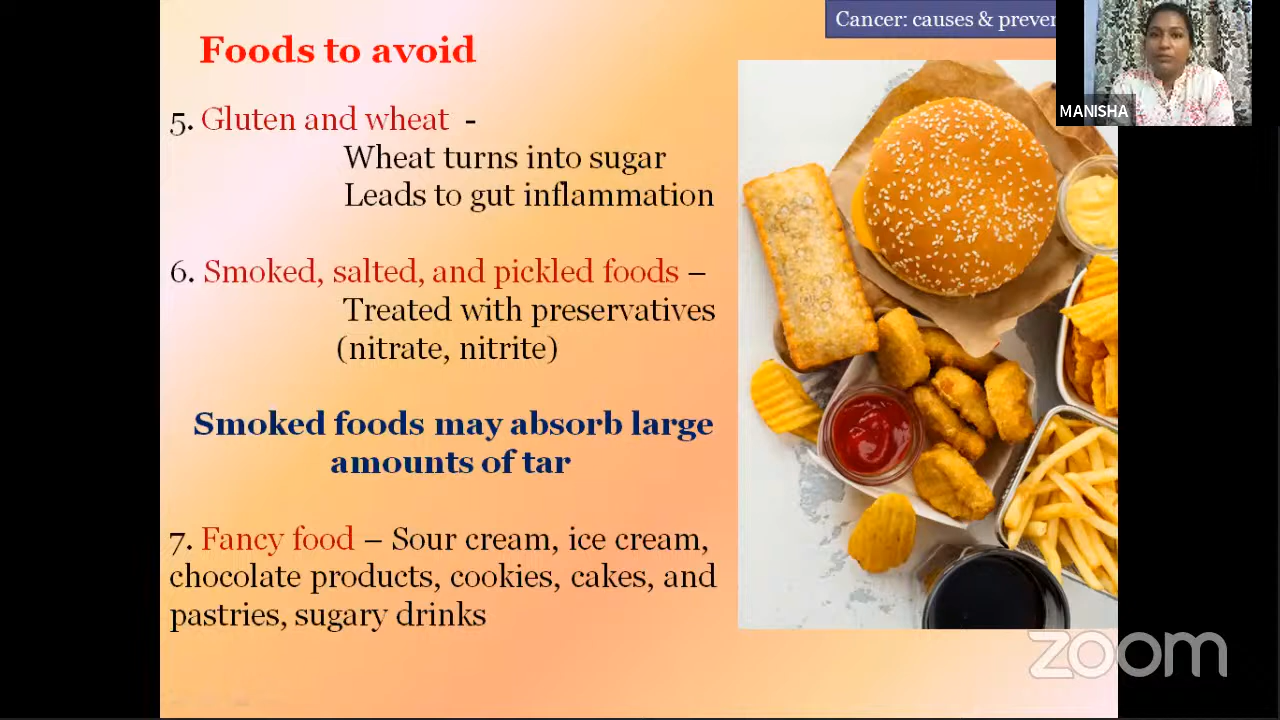 Cancer: causes & preven
MANISHA
Foods to avoid
5. Gluten and wheat -
Wheat turns into sugar
Leads to gut inflammation
6. Smoked, salted, and pickled foods –
Treated with preservatives
(nitrate, nitrite)
Smoked foods may absorb large
amounts of tar
7. Fancy food – Sour cream, ice cream,
chocolate products, cookies, cakes, and
pastries, sugary drinks
zoom